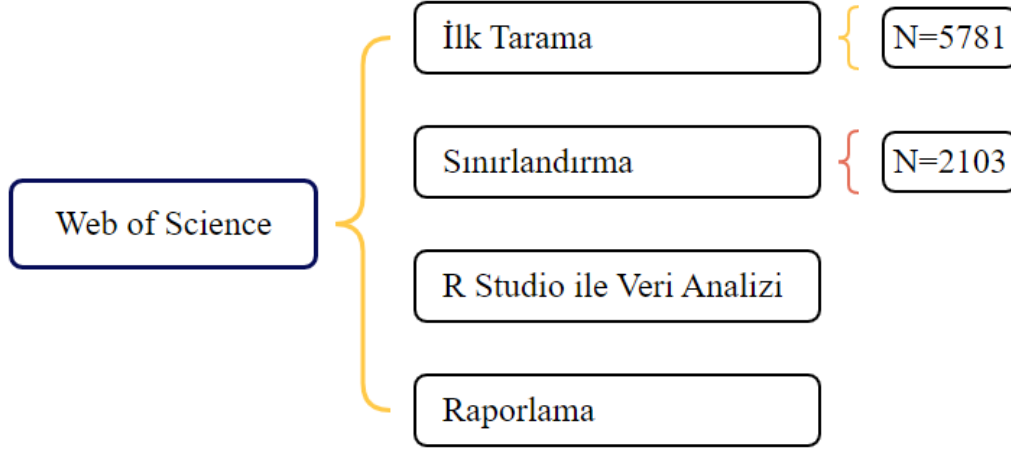 İlk Tarama
N=5781
Sınırlandırma
N=2103
Web of Science
R Studio ile Veri Analizi
Raporlama